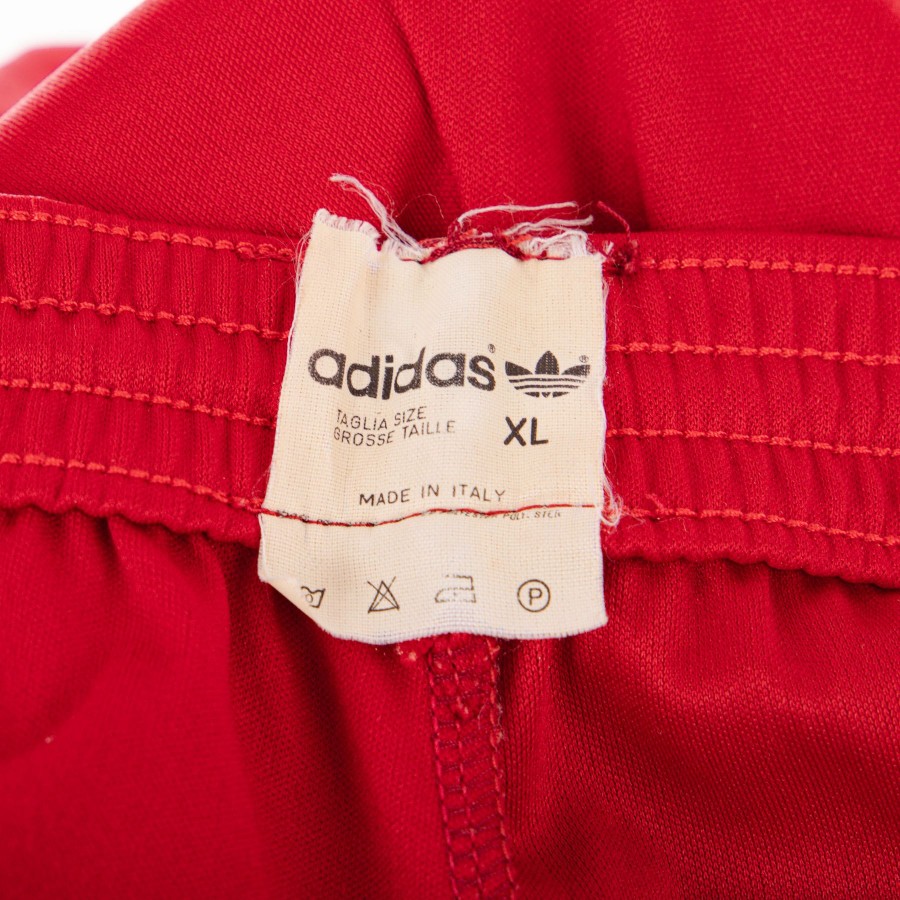 adidas®
TAGLIA SIZE
GROSSE TAILLE
XL
MADE IN ITALY
P